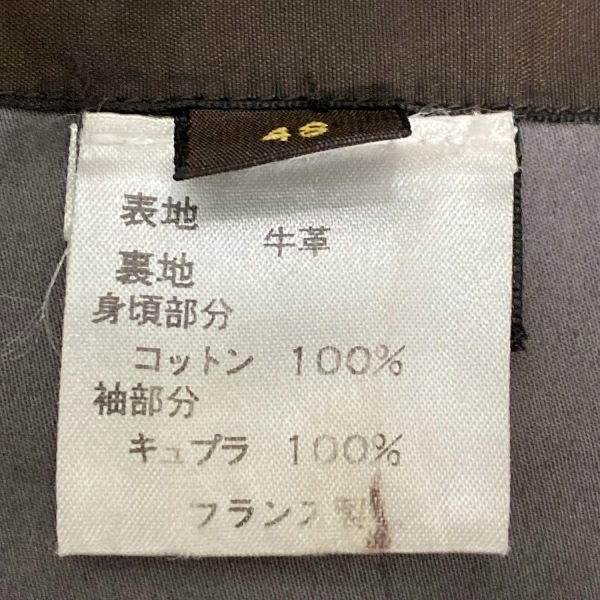 48
表地
牛革
裏地
身頃部分
コットン 100%
袖部分
キュプラ 100%
フランス製